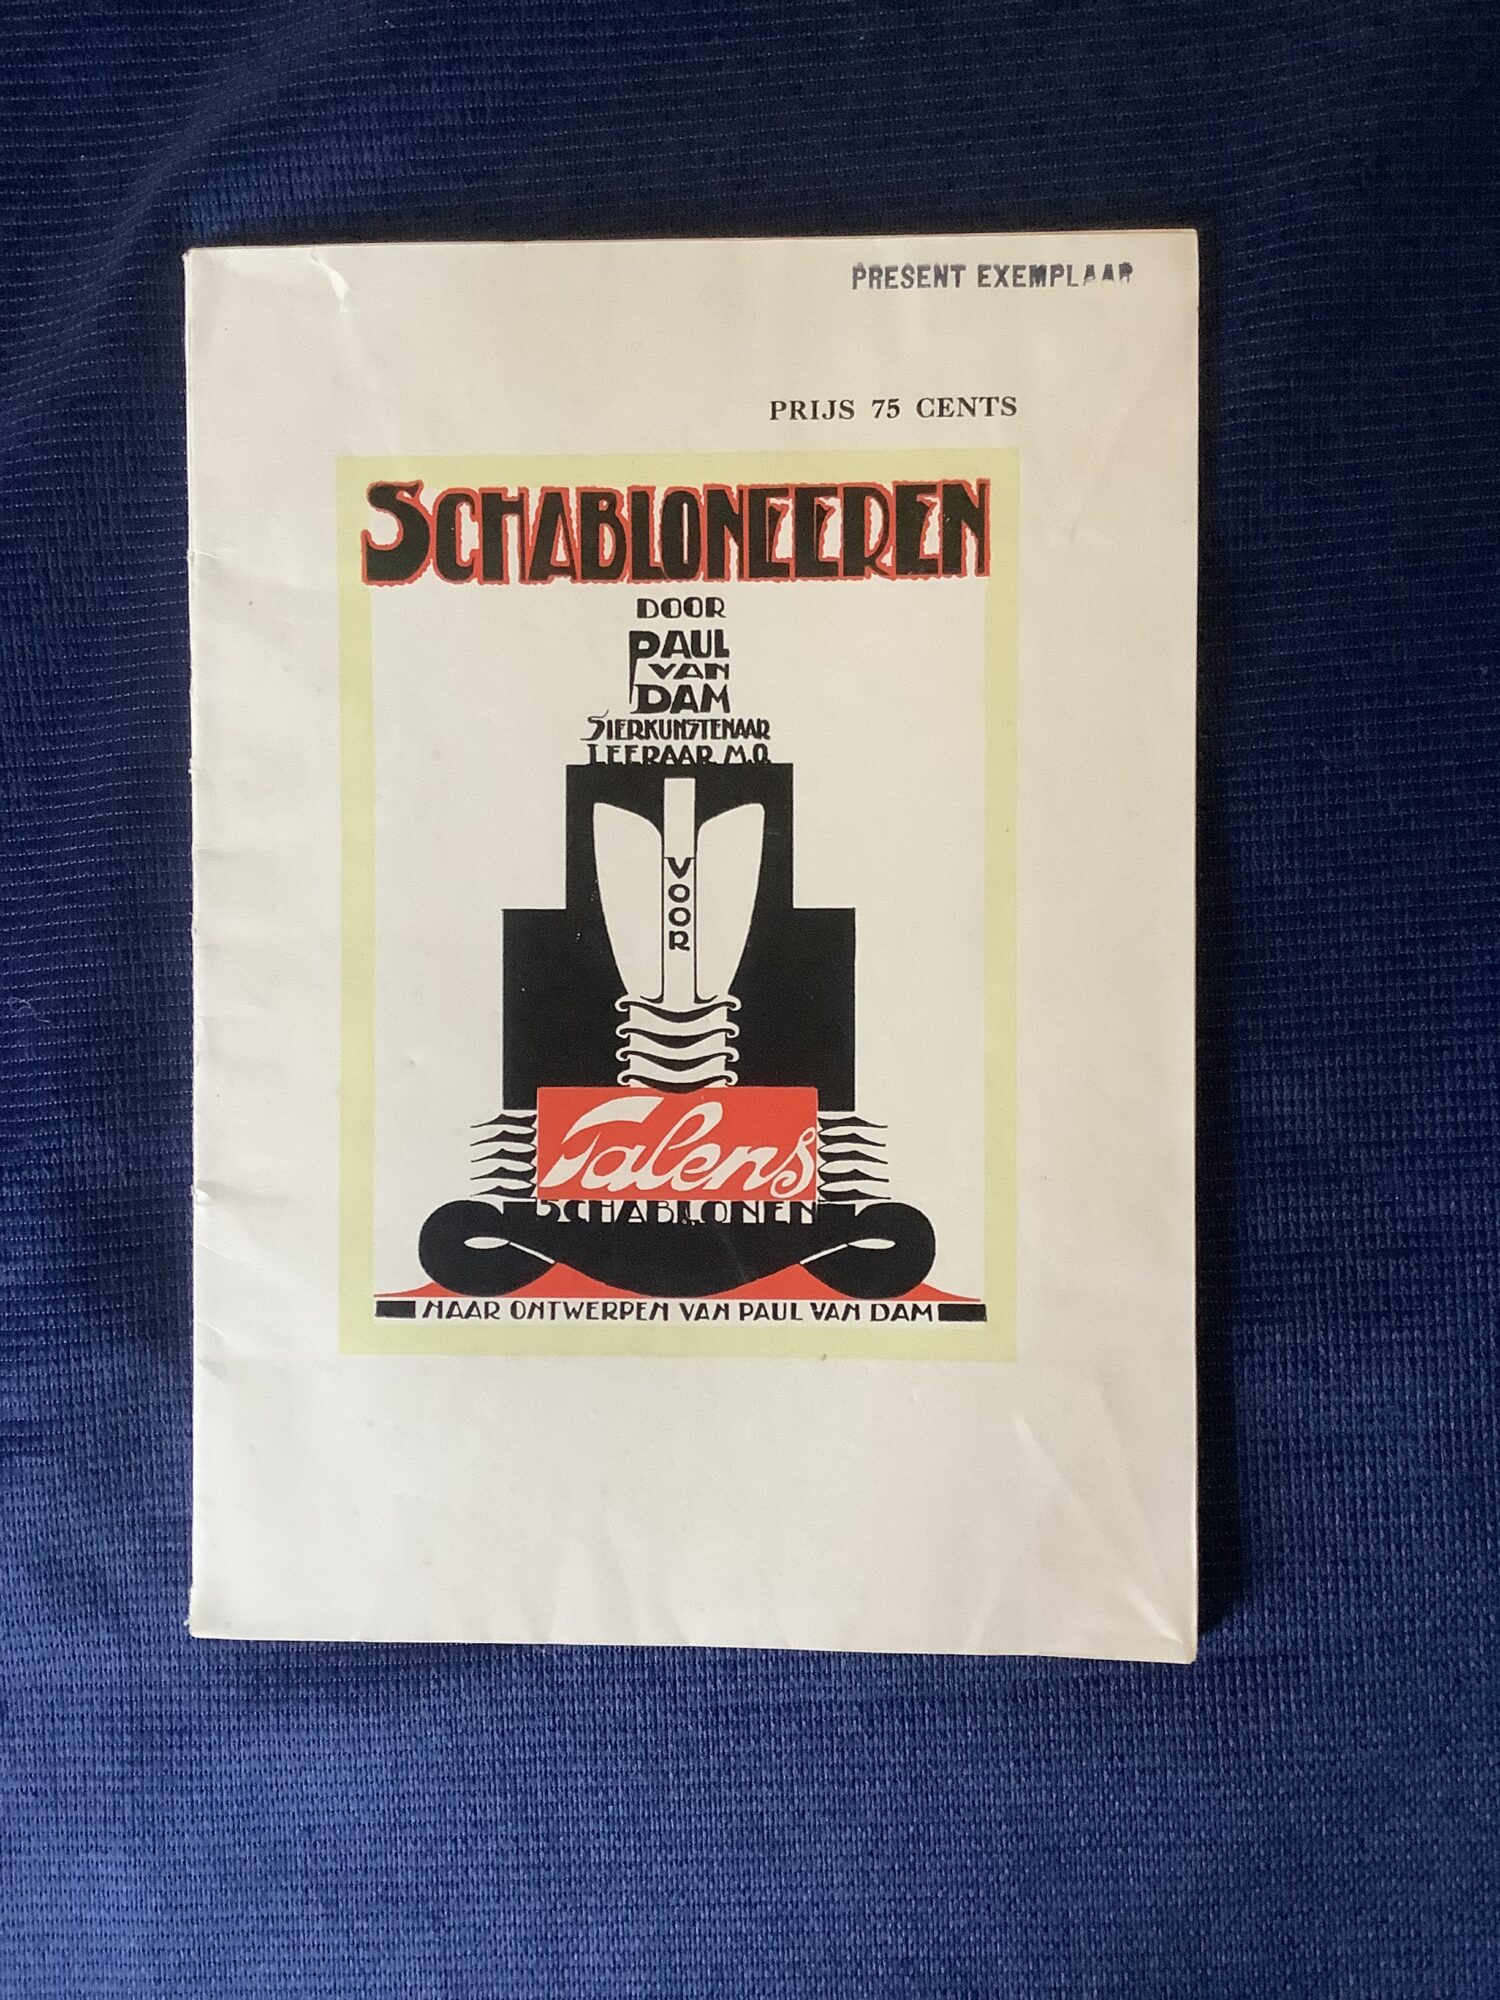 PRESENT EXEMPLAAR
PRIJS 75 CENTS
SCHABLONEEREN
DOOR
PAUL
VAN
DAM
SIERKUNSTENAAR
LEERAAR M.O.
VOOR
Talens
SCHABLONEN
NAAR ONTWERPEN VAN PAUL VAN DAM